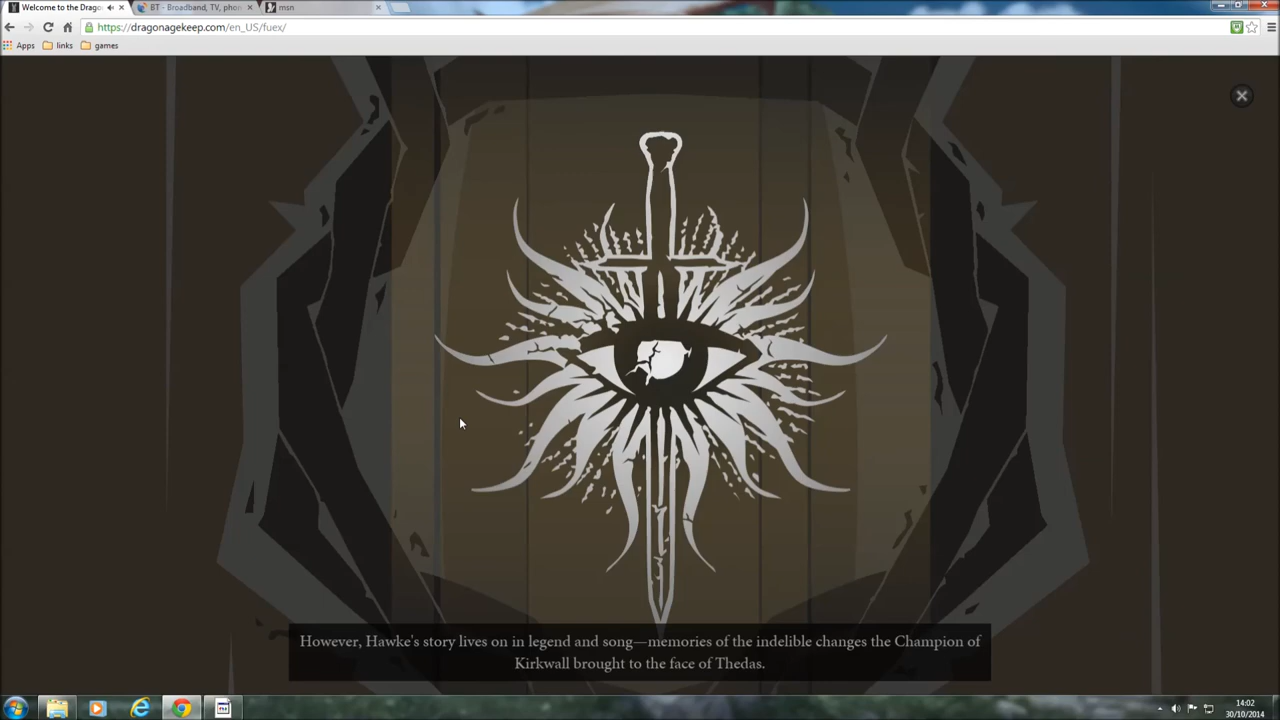 Welcome to the Drago
BT - Broadband, TV, phon
msn
https://dragonagekeep.com/en_US/fuex/
Apps
links
games
However, Hawke's story lives on in legend and song—memories of the indelible changes the Champion of
Kirkwall brought to the face of Thedas.
14:02
30/10/2014